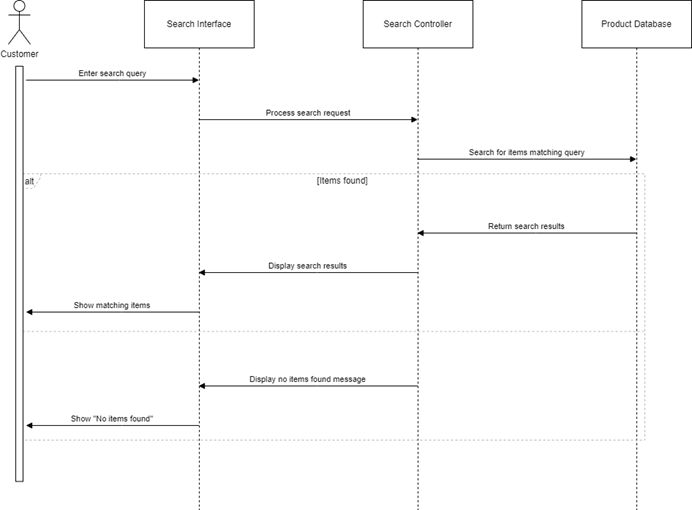 Search Interface
Search Controller
Product Database
Customer
Enter search query
Process search request
Search for items matching query
alt
[Items found]
Return search results
Display search results
Show matching items
Display no items found message
Show "No items found"